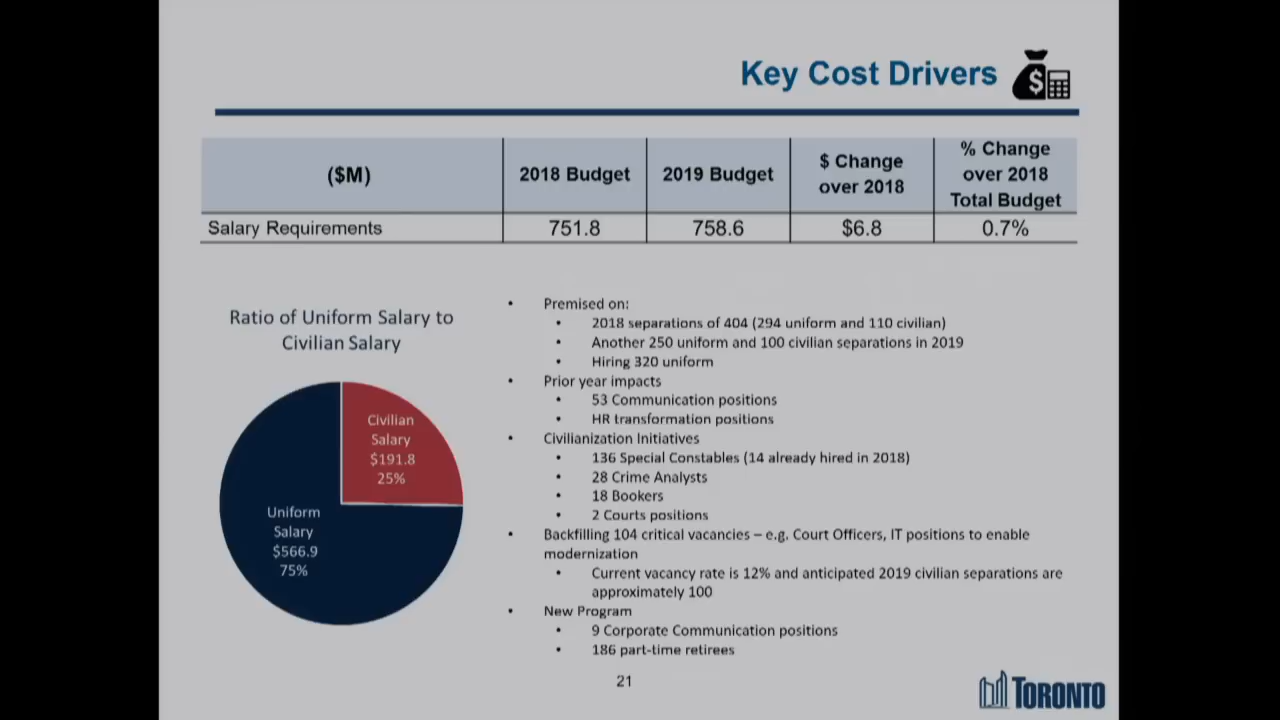 Key Cost Drivers
$
($M)
2018 Budget
2019 Budget
$ Change
over 2018
% Change
over 2018
Total Budget
Salary Requirements
751.8
758.6
$6.8
0.7%
Ratio of Uniform Salary to
Civilian Salary
Civilian
Salary
$191.8
25%
Uniform
Salary
$566.9
75%
• Premised on:
• 2018 separations of 404 (294 uniform and 110 civilian)
• Another 250 uniform and 100 civilian separations in 2019
• Hiring 320 uniform
• Prior year impacts
• 53 Communication positions
• HR transformation positions
• Civilianization Initiatives
• 136 Special Constables (14 already hired in 2018)
• 28 Crime Analysts
• 18 Bookers
• 2 Courts positions
• Backfilling 104 critical vacancies – e.g. Court Officers, IT positions to enable
modernization
• Current vacancy rate is 12% and anticipated 2019 civilian separations are
approximately 100
• New Program
• 9 Corporate Communication positions
• 186 part-time retirees
21
TORONTO